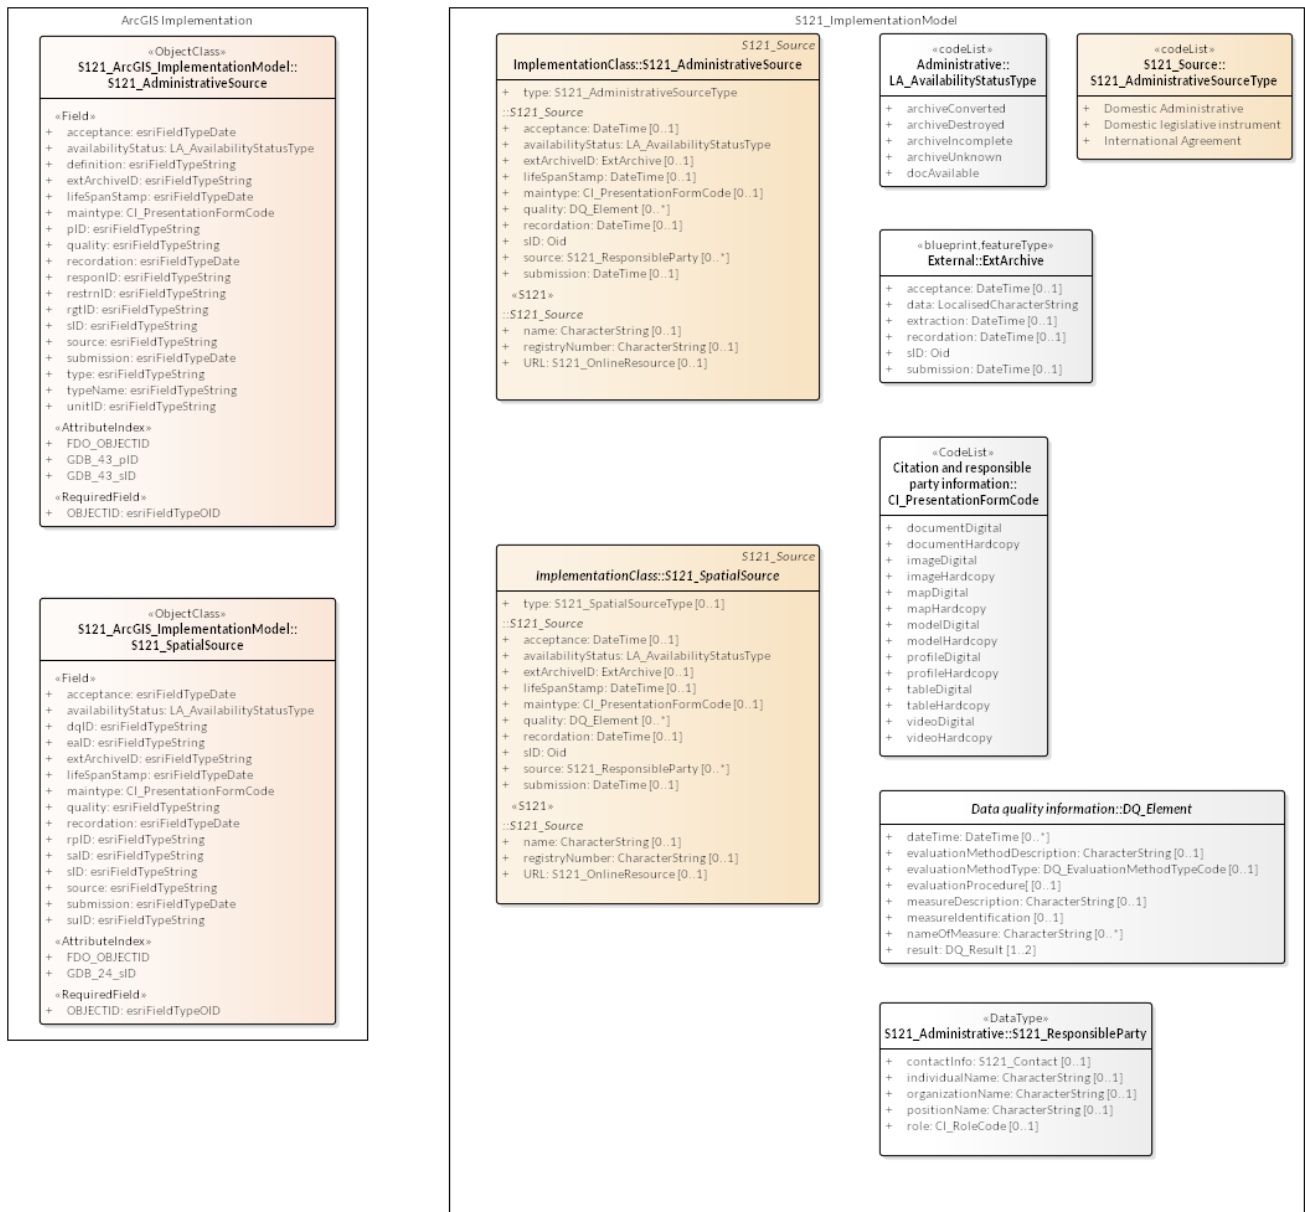 ArcGIS Implementation
«ObjectClass»
S121_ArcGIS_ImplementationModel::
S121_AdministrativeSource
«Field»
+ acceptance: esriFieldTypeDate
+ availabilityStatus: LA_AvailabilityStatusType
+ definition: esriFieldTypeString
+ extArchiveID: esriFieldTypeString
+ lifeSpanStamp: esriFieldTypeDate
+ maintype: CI_PresentationFormCode
+ pID: esriFieldTypeString
+ quality: esriFieldTypeString
+ recordation: esriFieldTypeDate
+ responID: esriFieldTypeString
+ restrnID: esriFieldTypeString
+ rgtID: esriFieldTypeString
+ sID: esriFieldTypeString
+ source: esriFieldTypeString
+ submission: esriFieldTypeDate
+ type: esriFieldTypeString
+ typeName: esriFieldTypeString
+ unitID: esriFieldTypeString
«AttributeIndex»
+ FDO_OBJECTID
+ GDB_43_pID
+ GDB_43_sID
«RequiredField»
+ OBJECTID: esriFieldTypeOID
«ObjectClass»
S121_ArcGIS_ImplementationModel::
S121_SpatialSource
«Field»
+ acceptance: esriFieldTypeDate
+ availabilityStatus: LA_AvailabilityStatusType
+ dqID: esriFieldTypeString
+ eaID: esriFieldTypeString
+ extArchiveID: esriFieldTypeString
+ lifeSpanStamp: esriFieldTypeDate
+ maintype: CI_PresentationFormCode
+ quality: esriFieldTypeString
+ recordation: esriFieldTypeDate
+ rpID: esriFieldTypeString
+ saID: esriFieldTypeString
+ sID: esriFieldTypeString
+ source: esriFieldTypeString
+ submission: esriFieldTypeDate
+ suID: esriFieldTypeString
«AttributeIndex»
+ FDO_OBJECTID
+ GDB_24_sID
«RequiredField»
+ OBJECTID: esriFieldTypeOID
S121_ImplementationModel
S121_Source
ImplementationClass::S121_AdministrativeSource
+ type: S121_AdministrativeSourceType
::S121_Source
+ acceptance: DateTime [0..1]
+ availabilityStatus: LA_AvailabilityStatusType
+ extArchiveID: ExtArchive [0..1]
+ lifeSpanStamp: DateTime [0..1]
+ maintype: CI_PresentationFormCode [0..1]
+ quality: DQ_Element [0..*]
+ recordation: DateTime [0..1]
+ sID: Oid
+ source: S121_ResponsibleParty [0..*]
+ submission: DateTime [0..1]
«S121»
::S121_Source
+ name: CharacterString [0..1]
+ registryNumber: CharacterString [0..1]
+ URL: S121_OnlineResource [0..1]
S121_Source
ImplementationClass::S121_SpatialSource
+ type: S121_SpatialSourceType [0..1]
::S121_Source
+ acceptance: DateTime [0..1]
+ availabilityStatus: LA_AvailabilityStatusType
+ extArchiveID: ExtArchive [0..1]
+ lifeSpanStamp: DateTime [0..1]
+ maintype: CI_PresentationFormCode [0..1]
+ quality: DQ_Element [0..*]
+ recordation: DateTime [0..1]
+ sID: Oid
+ source: S121_ResponsibleParty [0..*]
+ submission: DateTime [0..1]
«S121»
::S121_Source
+ name: CharacterString [0..1]
+ registryNumber: CharacterString [0..1]
+ URL: S121_OnlineResource [0..1]
«codeList»
Administrative::
LA_AvailabilityStatusType
+ archiveConverted
+ archiveDestroyed
+ archiveIncomplete
+ archiveUnknown
+ docAvailable
«codeList»
S121_Source::
S121_AdministrativeSourceType
+ Domestic Administrative
+ Domestic legislative instrument
+ International Agreement
«blueprint,featureType»
External::ExtArchive
+ acceptance: DateTime [0..1]
+ data: LocalisedCharacterString
+ extraction: DateTime [0..1]
+ recordation: DateTime [0..1]
+ sID: Oid
+ submission: DateTime [0..1]
«CodeList»
Citation and responsible
party information::
CI_PresentationFormCode
+ documentDigital
+ documentHardcopy
+ imageDigital
+ imageHardcopy
+ mapDigital
+ mapHardcopy
+ modelDigital
+ modelHardcopy
+ profileDigital
+ profileHardcopy
+ tableDigital
+ tableHardcopy
+ videoDigital
+ videoHardcopy
Data quality information::DQ_Element
+ dateTime: DateTime [0..*]
+ evaluationMethodDescription: CharacterString [0..1]
+ evaluationMethodType: DQ_EvaluationMethodTypeCode [0..1]
+ evaluationProcedure[ [0..1]
+ measureDescription: CharacterString [0..1]
+ measureIdentification [0..1]
+ nameOfMeasure: CharacterString [0..*]
+ result: DQ_Result [1..2]
«DataType»
S121_Administrative::S121_ResponsibleParty
+ contactInfo: S121_Contact [0..1]
+ individualName: CharacterString [0..1]
+ organizationName: CharacterString [0..1]
+ positionName: CharacterString [0..1]
+ role: CI_RoleCode [0..1]